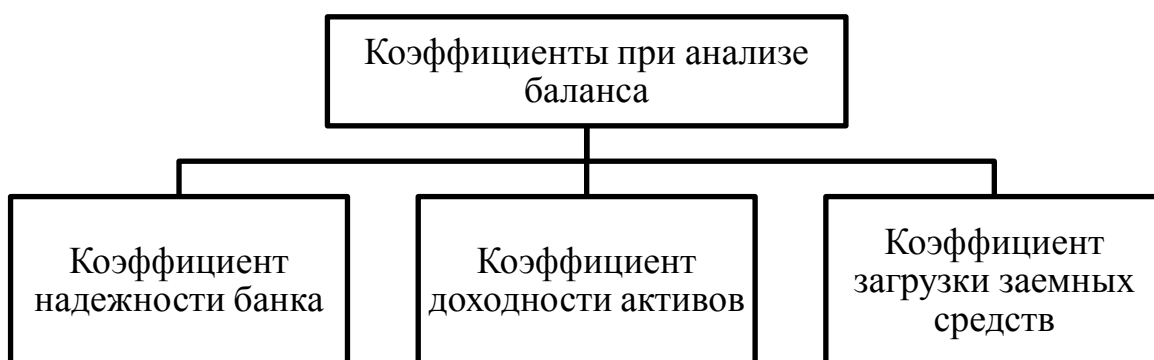 Коэффициенты при анализе
баланса
Коэффициент
надежности банка
Коэффициент
доходности активов
Коэффициент
загрузки заемных
средств